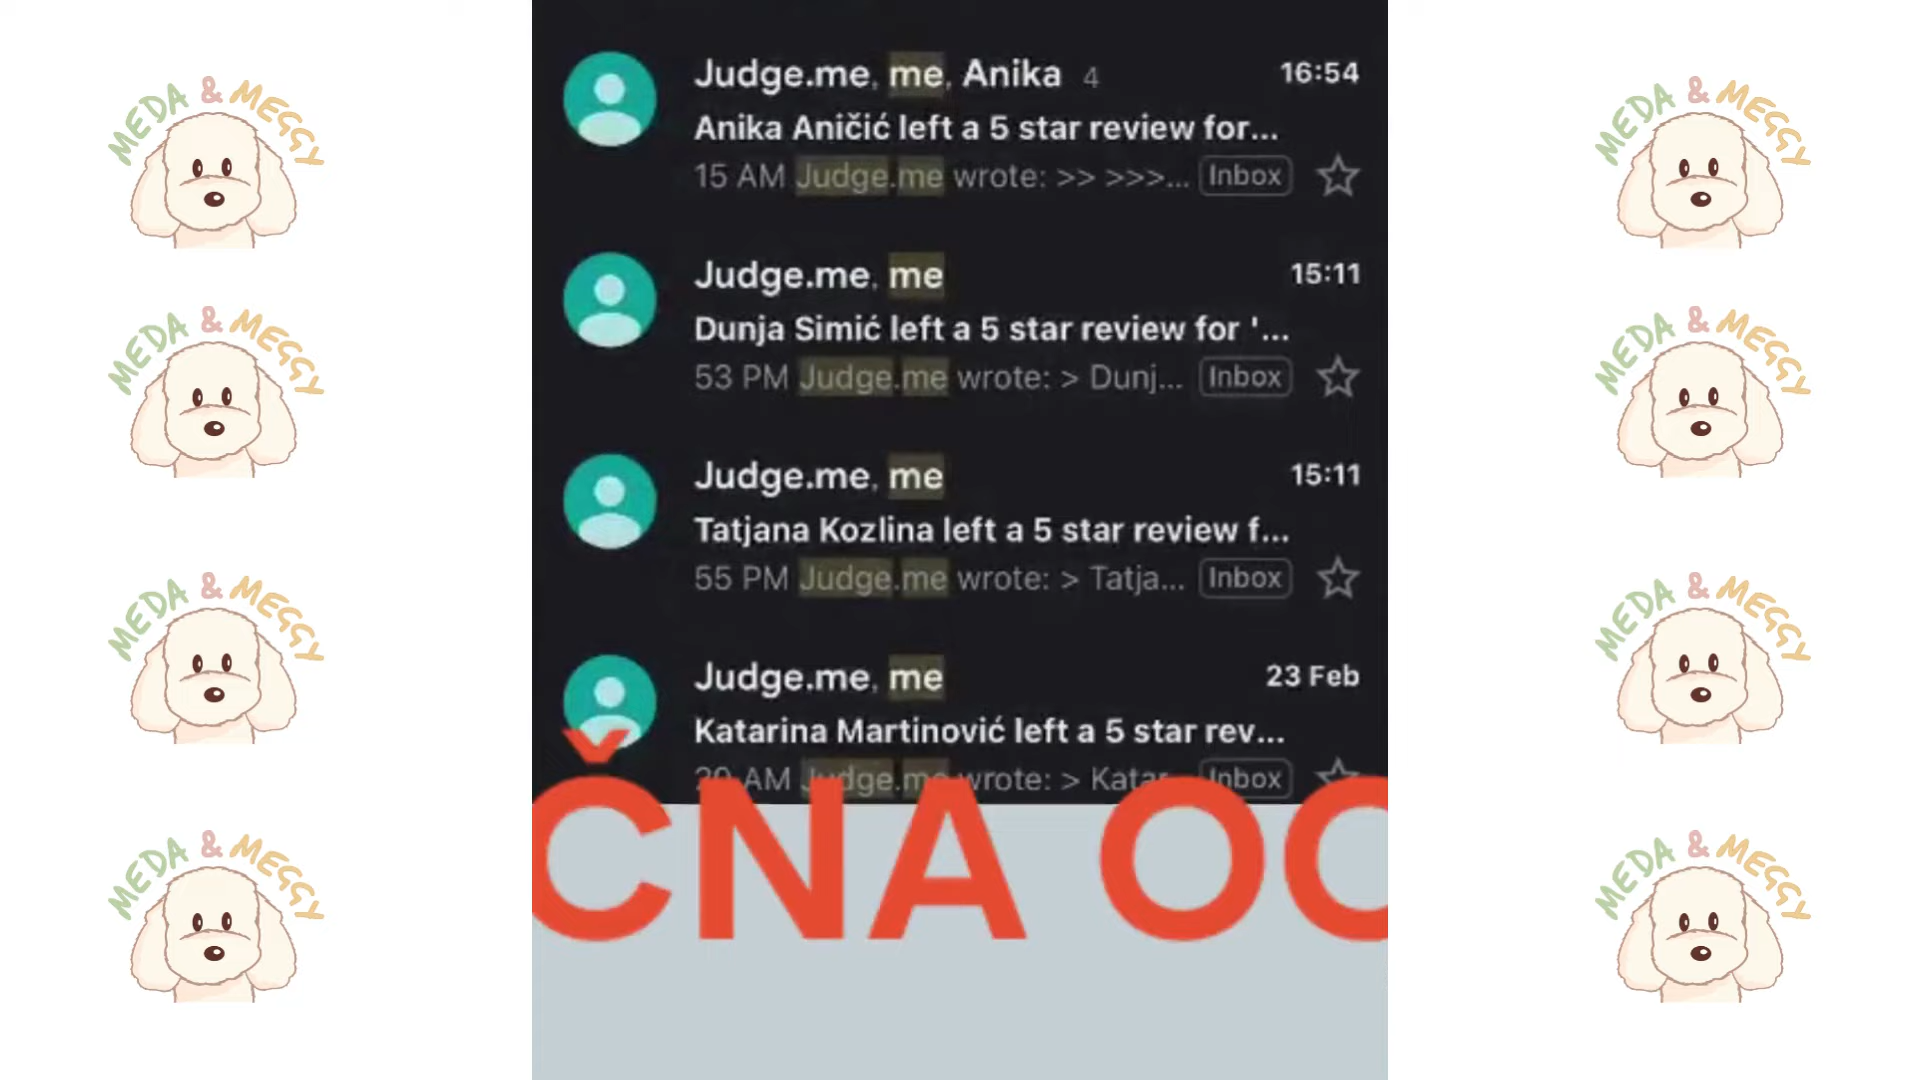 MEDA & MEGGY
MEDA & MEGGY
MEDA & MEGGY
MEDA & MEGGY
Judge.me, me, Anika 4 16:54
Anika Aničić left a 5 star review for...
15 AM Judge.me wrote: >> >>>... Inbox
Judge.me, me 15:11
Dunja Simić left a 5 star review for '...
53 PM Judge.me wrote: > Dunj... Inbox
Judge.me, me 15:11
Tatjana Kozlina left a 5 star review f...
55 PM Judge.me wrote: > Tatja... Inbox
Judge.me, me 23 Feb
Katarina Martinović left a 5 star rev...
AM Judge.me wrote: > Katar Inbox
ČNA OC
MEDA & MEGGY
MEDA & MEGGY
MEDA & MEGGY
MEDA & MEGGY